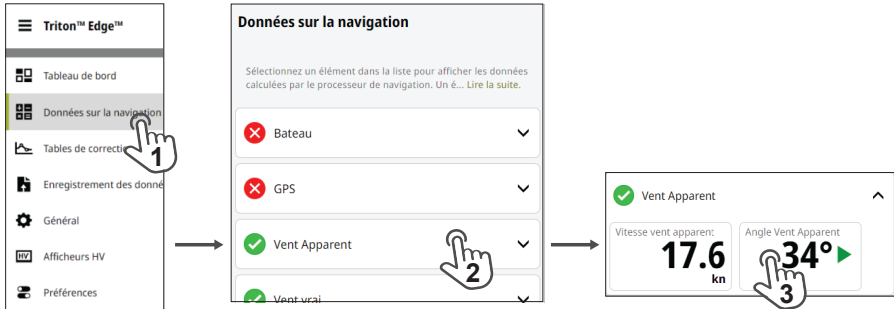 Triton™ Edge™
Tableau de bord
Données sur la navigation
Tables de correction
Enregistrement des donné
Général
HV Afficheurs HV
Préférences
1
Données sur la navigation
Sélectionnez un élément dans la liste pour afficher les données
calculées par le processeur de navigation. Un é... Lire la suite.
Bateau
GPS
Vent Apparent
Vent vrai
2
Vent Apparent
Vitesse vent apparent
17.6
kn
Angle Vent Apparent
34°
3